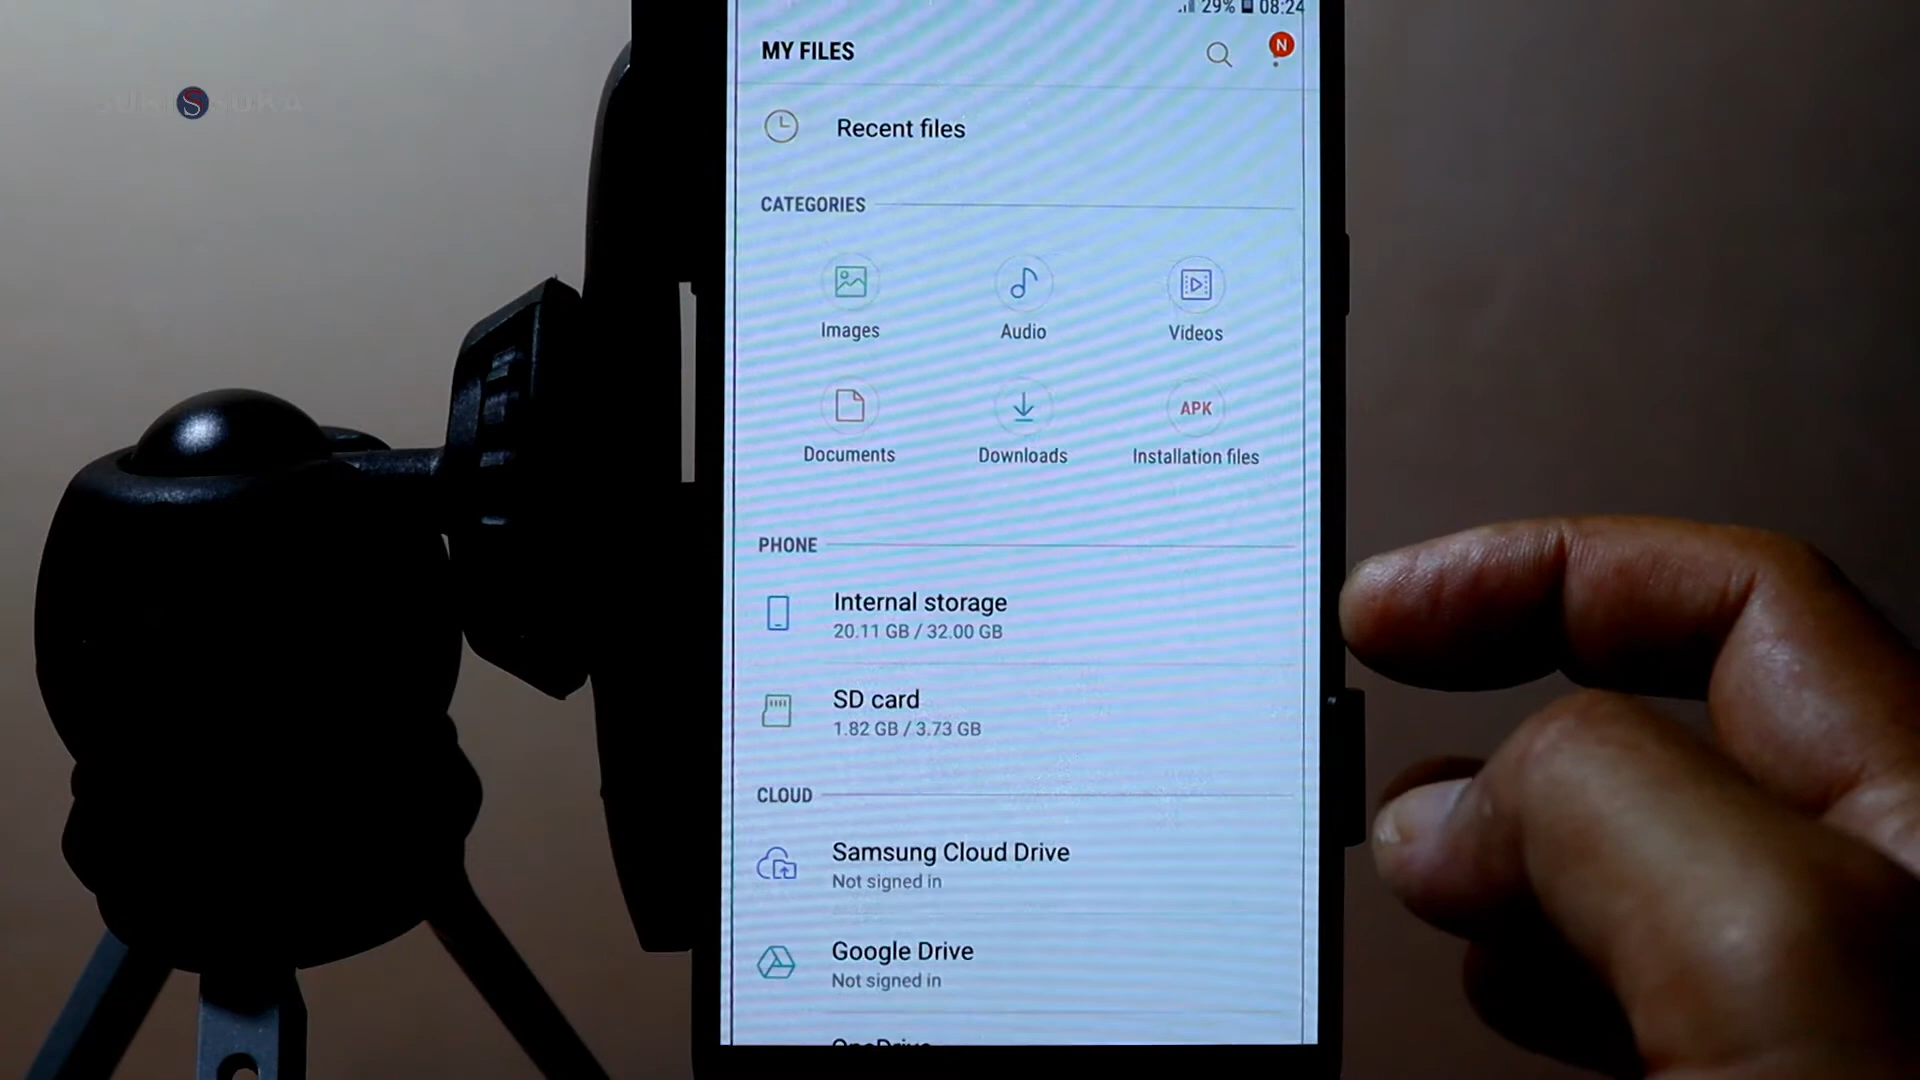 29% 08:24
MY FILES
N
Recent files
CATEGORIES
Images
Audio
Videos
APK
Documents
Downloads
Installation files
PHONE
Internal storage
20.11 GB / 32.00 GB
SD card
1.82 GB / 3.73 GB
CLOUD
Samsung Cloud Drive
Not signed in
Google Drive
Not signed in
OneDrive